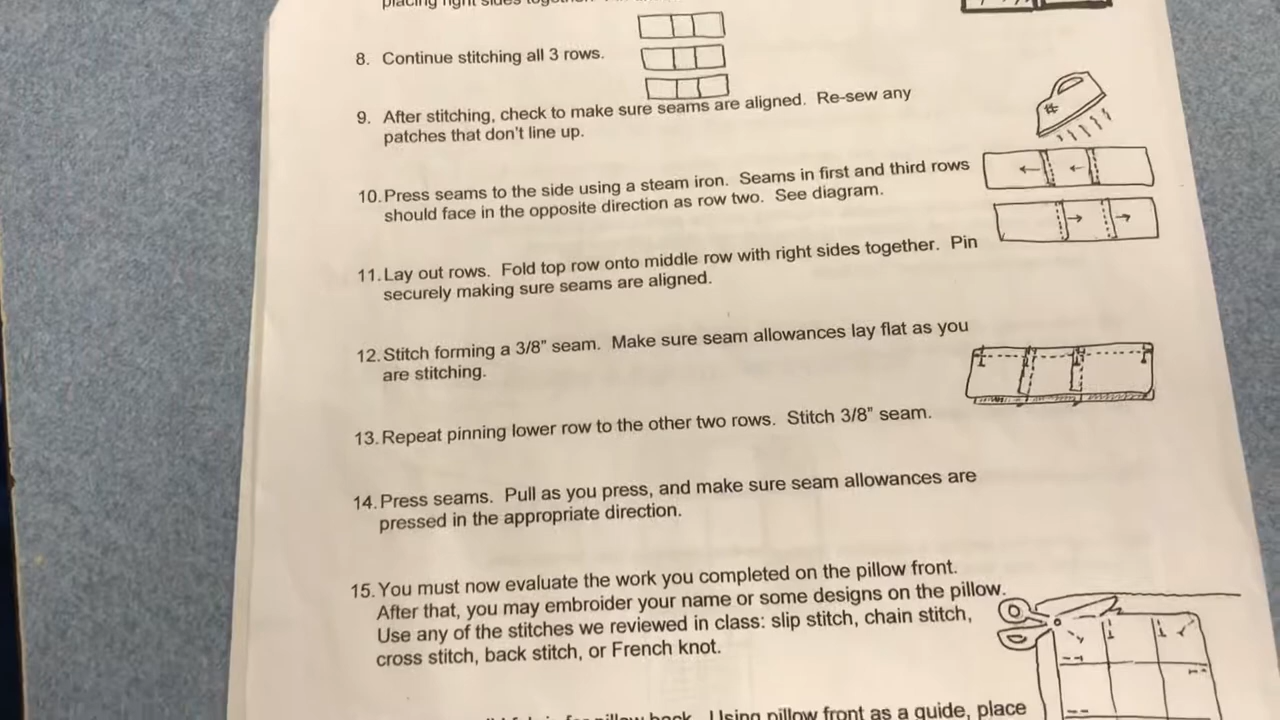 placing right sides together.
8. Continue stitching all 3 rows.
9. After stitching, check to make sure seams are aligned. Re-sew any
patches that don't line up.
10. Press seams to the side using a steam iron. Seams in first and third rows
should face in the opposite direction as row two. See diagram.
11. Lay out rows. Fold top row onto middle row with right sides together. Pin
securely making sure seams are aligned.
12. Stitch forming a 3/8" seam. Make sure seam allowances lay flat as you
are stitching.
13. Repeat pinning lower row to the other two rows. Stitch 3/8" seam.
14. Press seams. Pull as you press, and make sure seam allowances are
pressed in the appropriate direction.
15. You must now evaluate the work you completed on the pillow front.
After that, you may embroider your name or some designs on the pillow.
Use any of the stitches we reviewed in class: slip stitch, chain stitch,
cross stitch, back stitch, or French knot.
for pillow back. Using pillow front as a guide, place